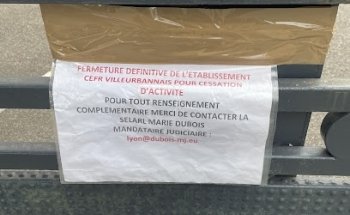 FERMETURE DEFINITIVE DE L'ETABLISSEMENT
CEFR VILLEURBANNAIS POUR CESSATION
D'ACTIVITE
POUR TOUT RENSEIGNEMENT
COMPLEMENTAIRE MERCI DE CONTACTER LA
SELARL MARIE DUBOIS
MANDATAIRE JUDICIAIRE :
lyon@dubois-mj.eu